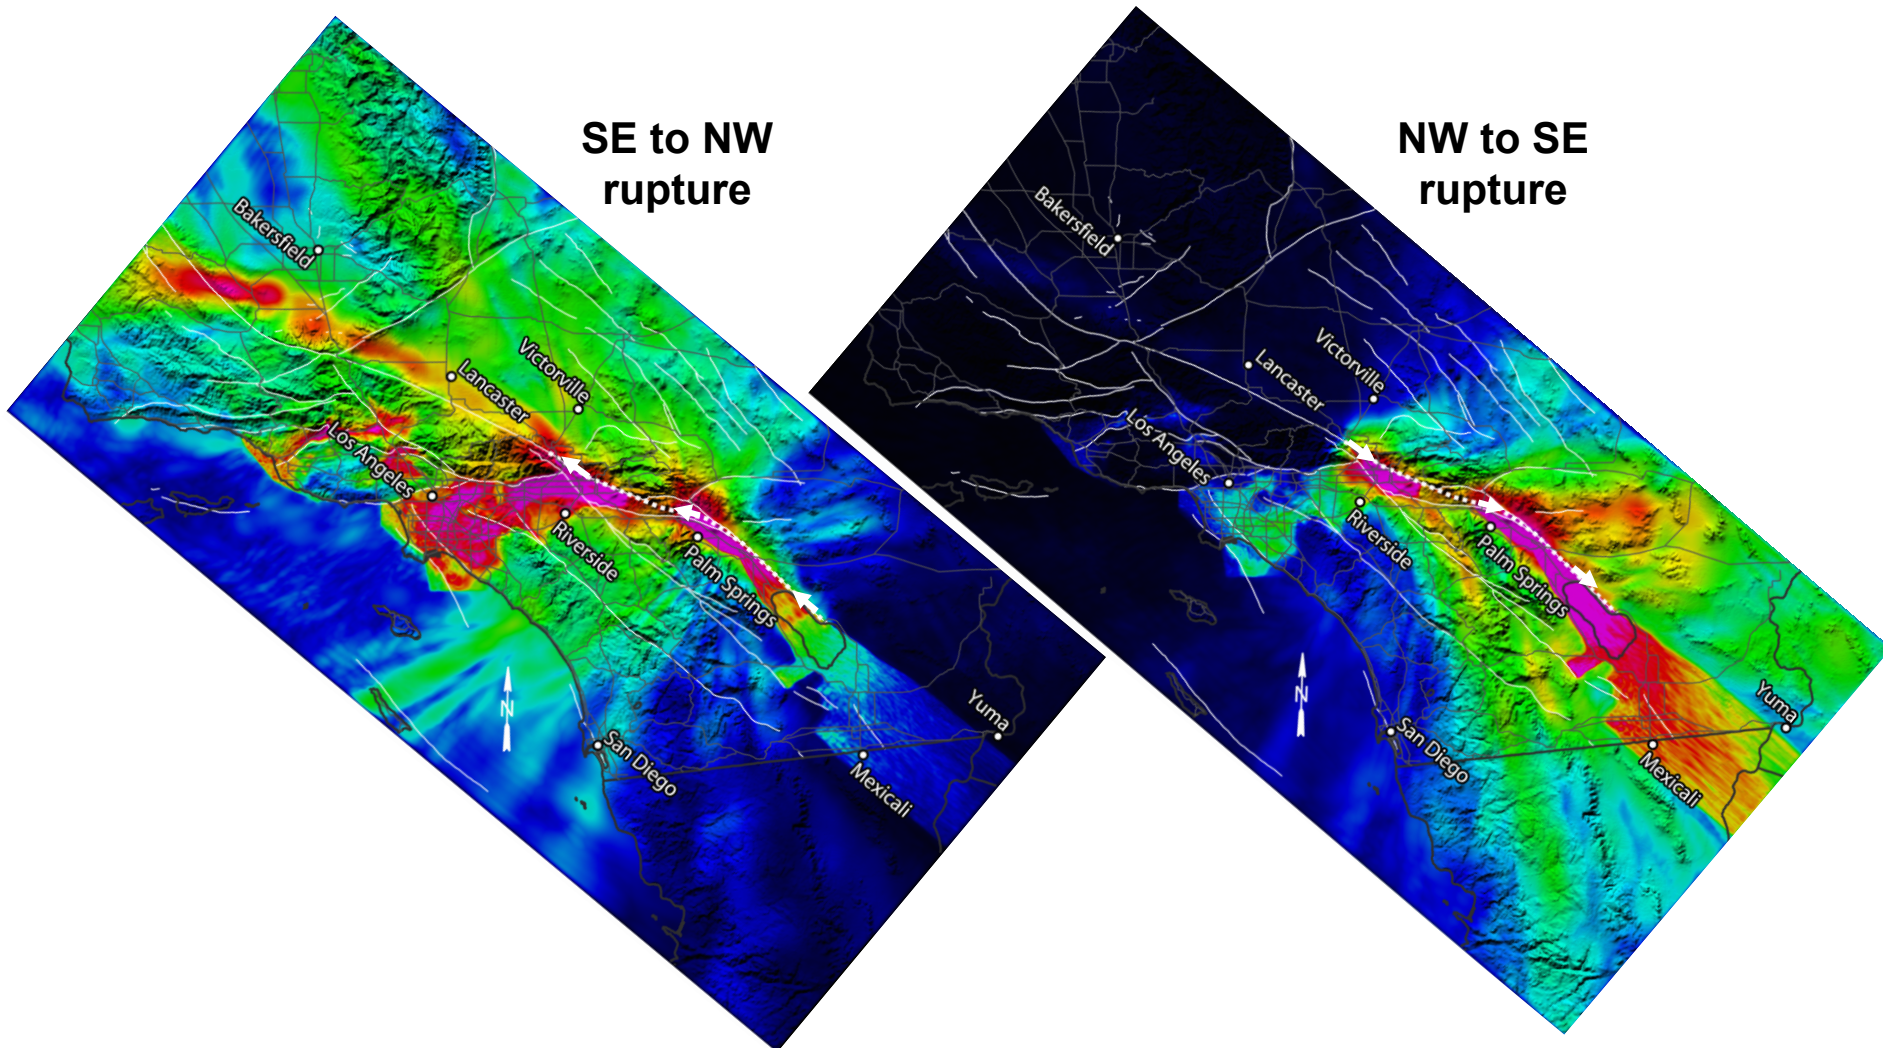 SE to NW
rupture
Bakersfield
Lancaster
Victorville
Los Angeles
Riverside
Palm Springs
N
San Diego
Yuma
Mexicali
NW to SE
rupture
Bakersfield
Lancaster
Victorville
Los Angeles
Riverside
Palm Springs
N
San Diego
Yuma
Mexicali